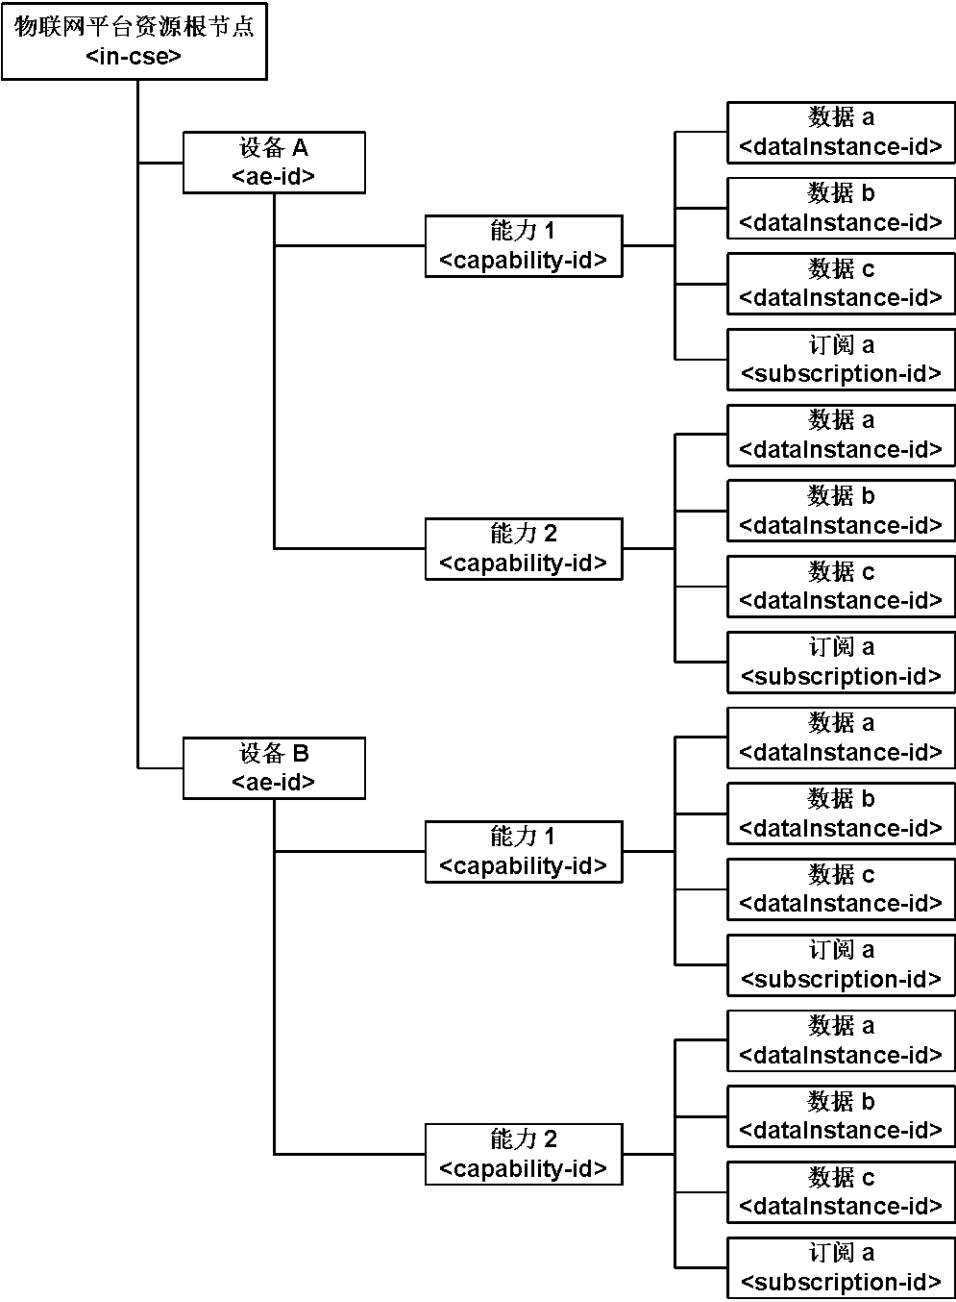 物联网平台资源根节点
<in-cse>
设备 A
<ae-id>
能力 1
<capability-id>
数据 a
<dataInstance-id>
数据 b
<dataInstance-id>
数据 c
<dataInstance-id>
订阅 a
<subscription-id>
能力 2
<capability-id>
数据 a
<dataInstance-id>
数据 b
<dataInstance-id>
数据 c
<dataInstance-id>
订阅 a
<subscription-id>
设备 B
<ae-id>
能力 1
<capability-id>
数据 a
<dataInstance-id>
数据 b
<dataInstance-id>
数据 c
<dataInstance-id>
订阅 a
<subscription-id>
能力 2
<capability-id>
数据 a
<dataInstance-id>
数据 b
<dataInstance-id>
数据 c
<dataInstance-id>
订阅 a
<subscription-id>